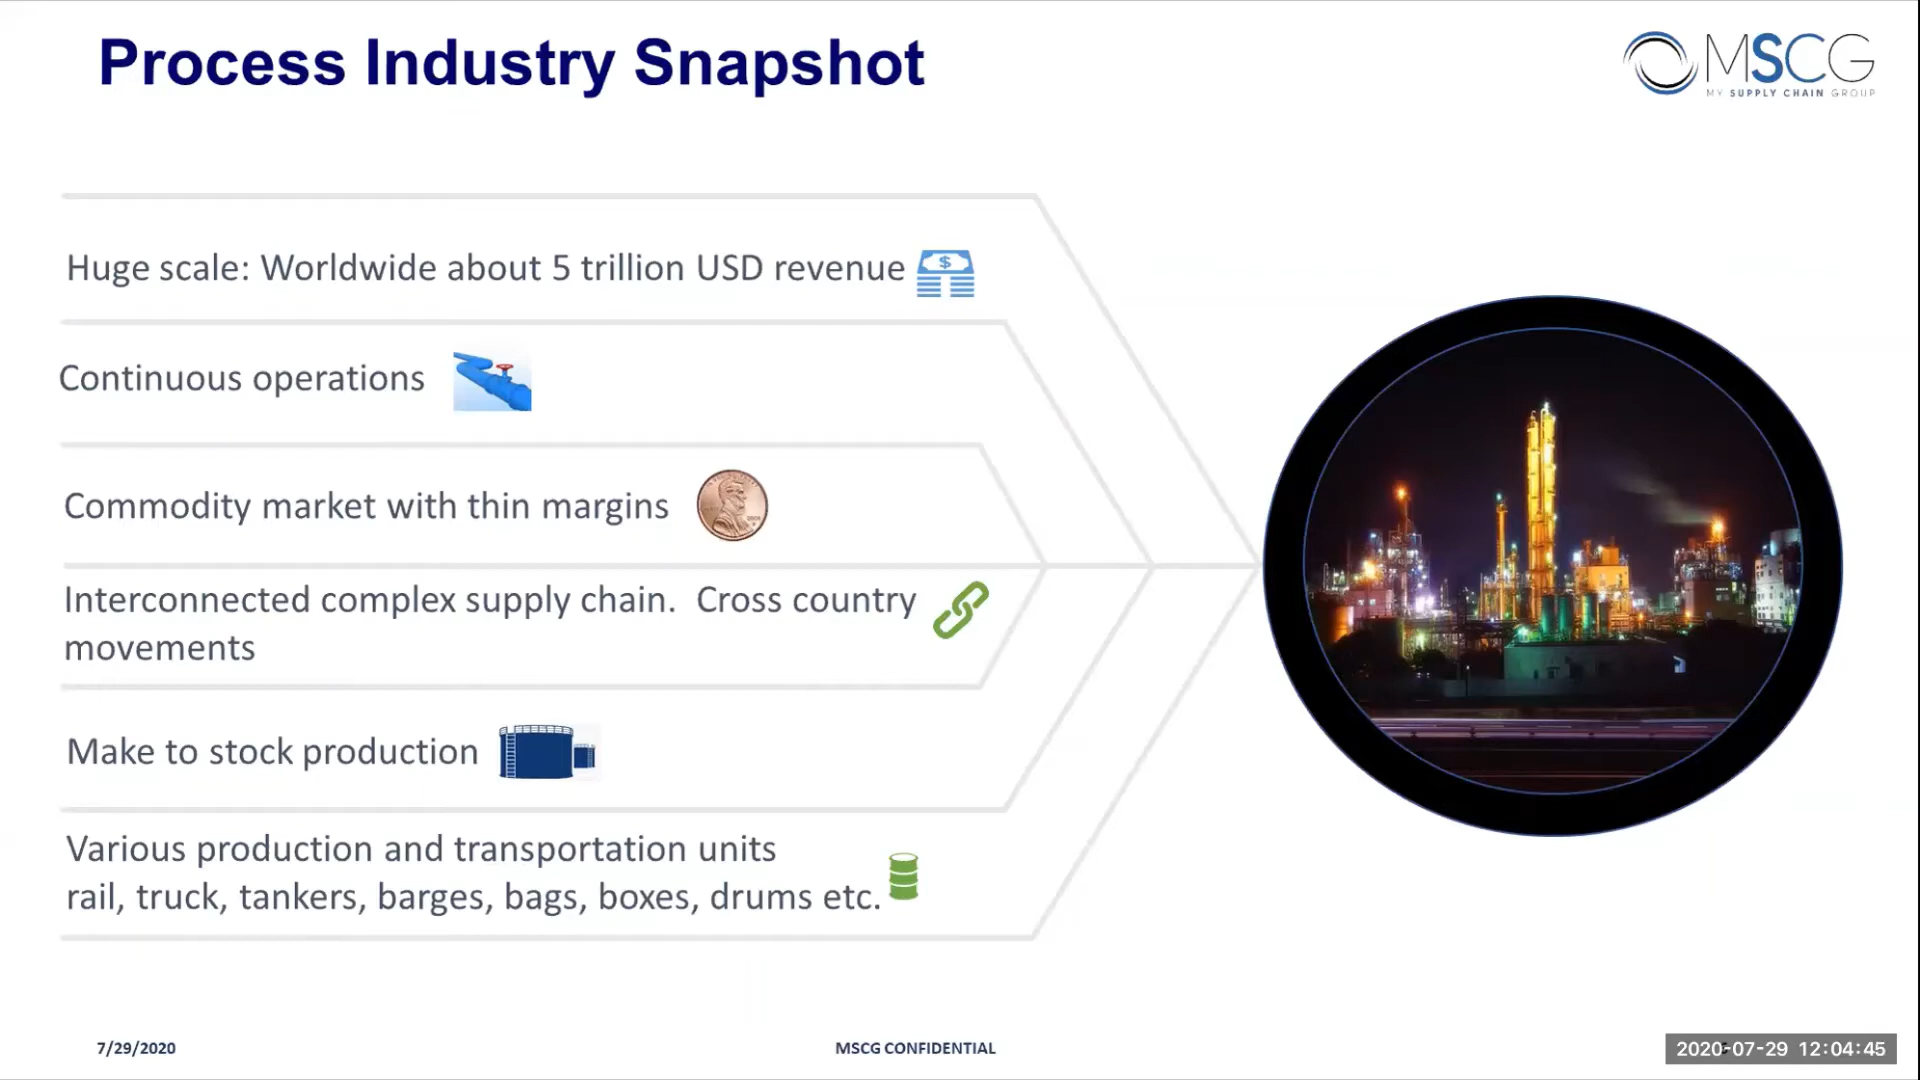 Process Industry Snapshot
MSCG
MY SUPPLY CHAIN GROUP
Huge scale: Worldwide about 5 trillion USD revenue
$
Continuous operations
Commodity market with thin margins
Interconnected complex supply chain.  Cross country
movements
Make to stock production
Various production and transportation units
rail, truck, tankers, barges, bags, boxes, drums etc.
7/29/2020
MSCG CONFIDENTIAL
2020-07-29 12:04:45